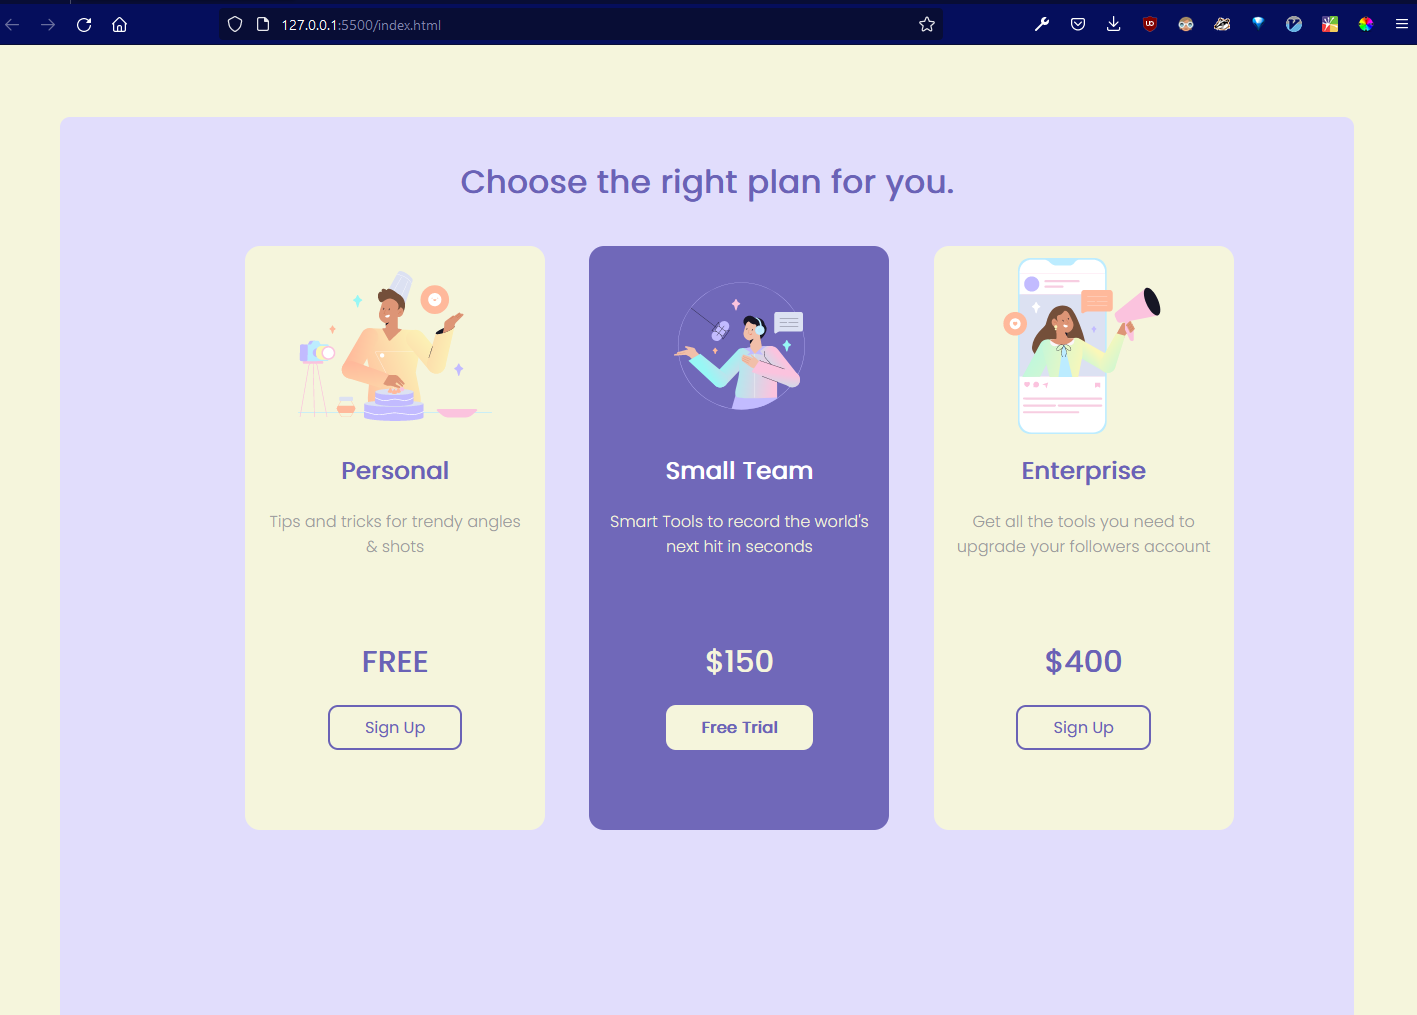 127.0.0.1:5500/index.html
Choose the right plan for you.
Personal
Tips and tricks for trendy angles
& shots
FREE
Sign Up
Small Team
Smart Tools to record the world's
next hit in seconds
$150
Free Trial
Enterprise
Get all the tools you need to
upgrade your followers account
$400
Sign Up